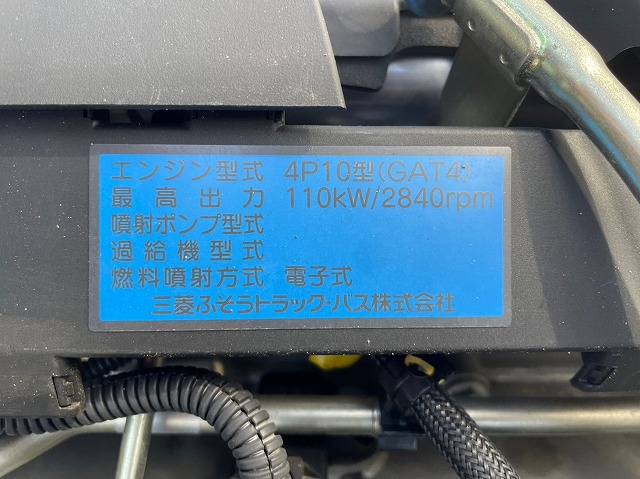 エンジン型式 4P10型(GAT4)
最高出力 110kW/2840rpm
噴射ポンプ型式
過給機型式
燃料噴射方式 電子式
三菱ふそうトラック・バス株式会社